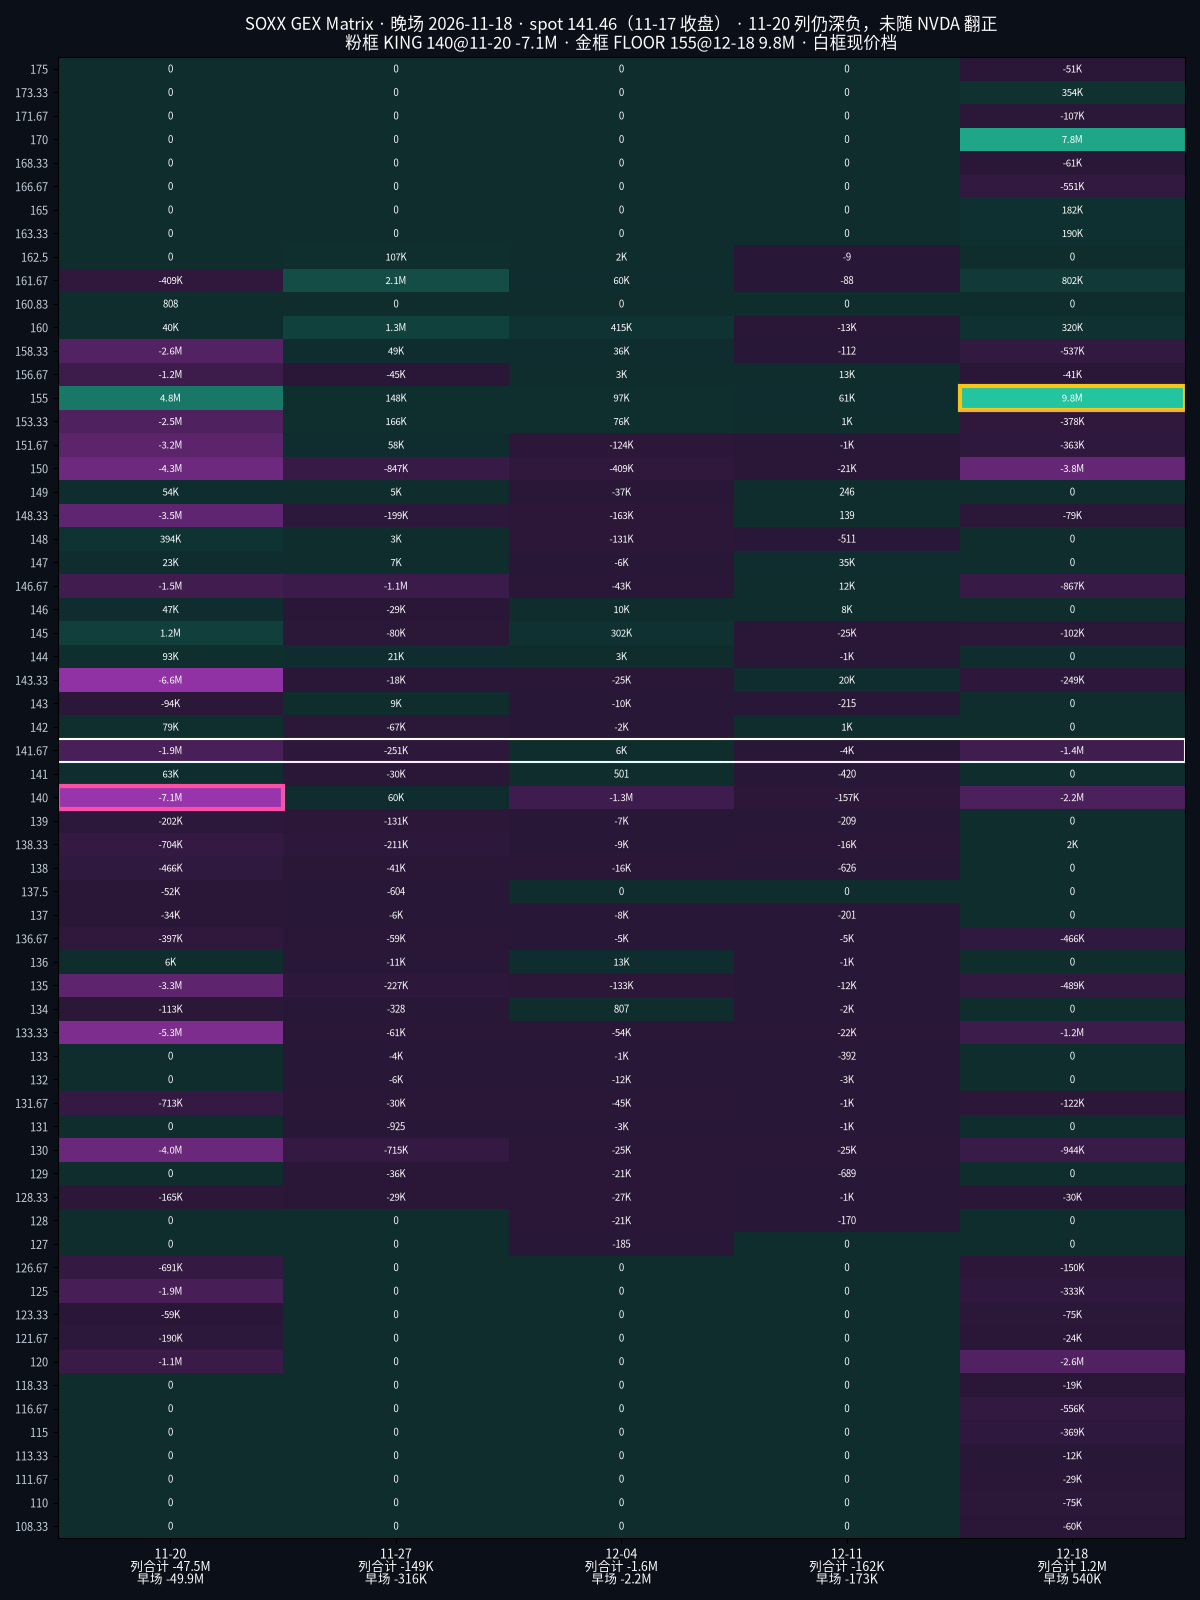 SOXX GEX Matrix · 晚场 2026-11-18 · spot 141.46（11-17 收盘） · 11-20 列仍深负，未随 NVDA 翻正
粉框 KING 140@11-20 -7.1M · 金框 FLOOR 155@12-18 9.8M · 白框现价档
175 0 0 0 0 -51K
173.33 0 0 0 0 354K
171.67 0 0 0 0 -107K
170 0 0 0 0 7.8M
168.33 0 0 0 0 -61K
166.67 0 0 0 0 -551K
165 0 0 0 0 182K
163.33 0 0 0 0 190K
162.5 0 107K 2K -9 0
161.67 -409K 2.1M 60K -88 802K
160.83 808 0 0 0 0
160 40K 1.3M 415K -13K 320K
158.33 -2.6M 49K 36K -112 -537K
156.67 -1.2M -45K 3K 13K -41K
155 4.8M 148K 97K 61K 9.8M
153.33 -2.5M 166K 76K 1K -378K
151.67 -3.2M 58K -124K -1K -363K
150 -4.3M -847K -409K -21K -3.8M
149 54K 5K -37K 246 0
148.33 -3.5M -199K -163K 139 -79K
148 394K 3K -131K -511 0
147 23K 7K -6K 35K 0
146.67 -1.5M -1.1M -43K 12K -867K
146 47K -29K 10K 8K 0
145 1.2M -80K 302K -25K -102K
144 93K 21K 3K -1K 0
143.33 -6.6M -18K -25K 20K -249K
143 -94K 9K -10K -215 0
142 79K -67K -2K 1K 0
141.67 -1.9M -251K 6K -4K -1.4M
141 63K -30K 501 -420 0
140 -7.1M 60K -1.3M -157K -2.2M
139 -202K -131K -7K -209 0
138.33 -704K -211K -9K -16K 2K
138 -466K -41K -16K -626 0
137.5 -52K -604 0 0 0
137 -34K -6K -8K -201 0
136.67 -397K -59K -5K -5K -466K
136 6K -11K 13K -1K 0
135 -3.3M -227K -133K -12K -489K
134 -113K -328 807 -2K 0
133.33 -5.3M -61K -54K -22K -1.2M
133 0 -4K -1K -392 0
132 0 -6K -12K -3K 0
131.67 -713K -30K -45K -1K -122K
131 0 -925 -3K -1K 0
130 -4.0M -715K -25K -25K -944K
129 0 -36K -21K -689 0
128.33 -165K -29K -27K -1K -30K
128 0 0 -21K -170 0
127 0 0 -185 0 0
126.67 -691K 0 0 0 -150K
125 -1.9M 0 0 0 -333K
123.33 -59K 0 0 0 -75K
121.67 -190K 0 0 0 -24K
120 -1.1M 0 0 0 -2.6M
118.33 0 0 0 0 -19K
116.67 0 0 0 0 -556K
115 0 0 0 0 -369K
113.33 0 0 0 0 -12K
111.67 0 0 0 0 -29K
110 0 0 0 0 -75K
108.33 0 0 0 0 -60K
11-20 11-27 12-04 12-11 12-18
列合计 -47.5M 列合计 -149K 列合计 -1.6M 列合计 -162K 列合计 1.2M
早场 -49.9M 早场 -316K 早场 -2.2M 早场 -173K 早场 540K